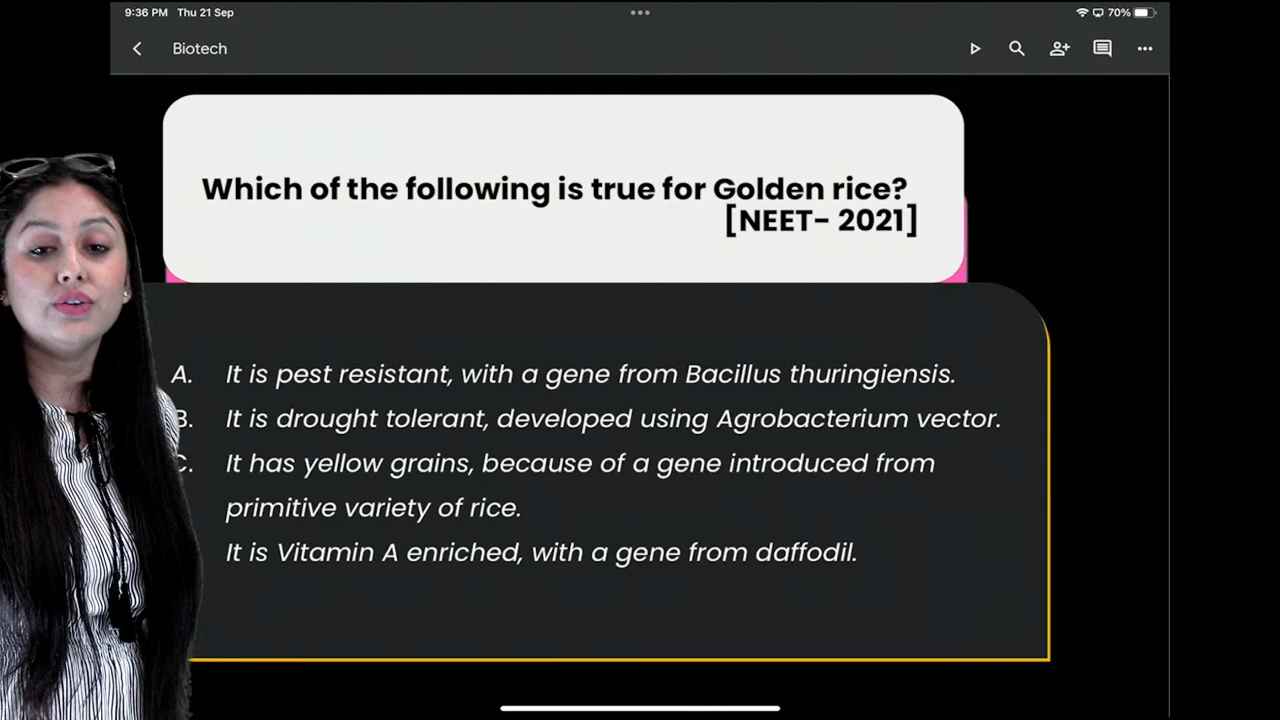 9:36 PM Thu 21 Sep
70%
Biotech
Which of the following is true for Golden rice?
[NEET- 2021]
A. It is pest resistant, with a gene from Bacillus thuringiensis.
B. It is drought tolerant, developed using Agrobacterium vector.
C. It has yellow grains, because of a gene introduced from
primitive variety of rice.
It is Vitamin A enriched, with a gene from daffodil.